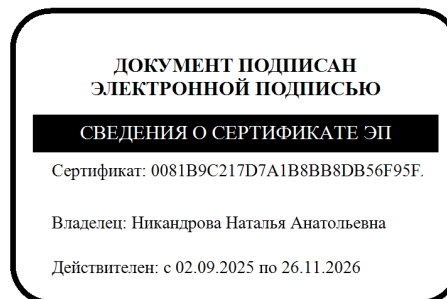 ДОКУМЕНТ ПОДПИСАН
ЭЛЕКТРОННОЙ ПОДПИСЬЮ
СВЕДЕНИЯ О СЕРТИФИКАТЕ ЭП
Сертификат: 0081B9C217D7A1B8BB8DB56F95F.
Владелец: Никандрова Наталья Анатольевна
Действителен: с 02.09.2025 по 26.11.2026